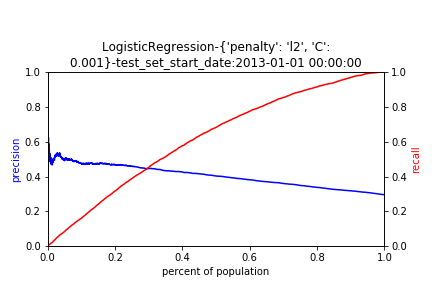 LogisticRegression-{'penalty': 'l2', 'C':
0.001}-test_set_start_date:2013-01-01 00:00:00
1.0
0.8
0.6
0.4
0.2
0.0
precision
1.0
0.8
0.6
0.4
0.2
0.0
recall
0.0 0.2 0.4 0.6 0.8 1.0
percent of population